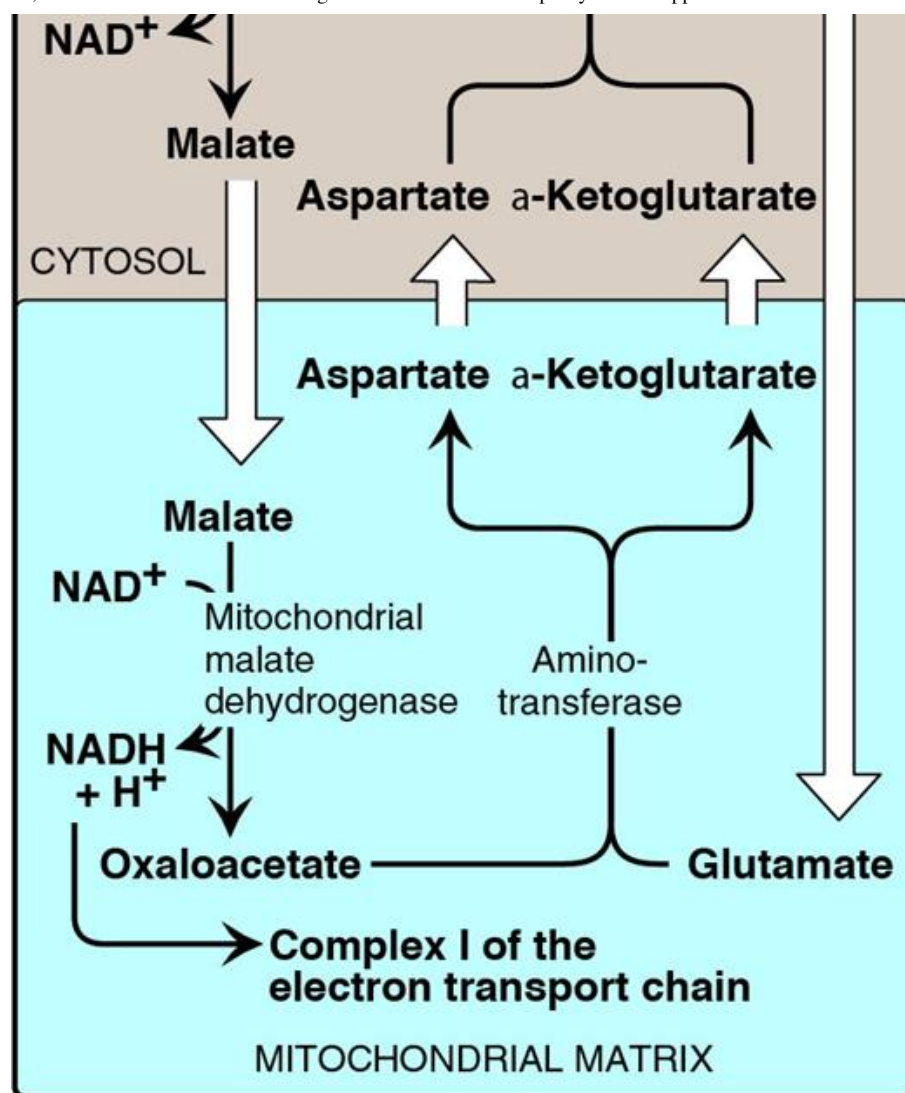 NAD+
Malate
Aspartate a-Ketoglutarate
CYTOSOL
Aspartate a-Ketoglutarate
Malate
NAD+
Mitochondrial
malate
dehydrogenase
Amino-
transferase
NADH
+ H+
Oxaloacetate
Glutamate
Complex I of the
electron transport chain
MITOCHONDRIAL MATRIX